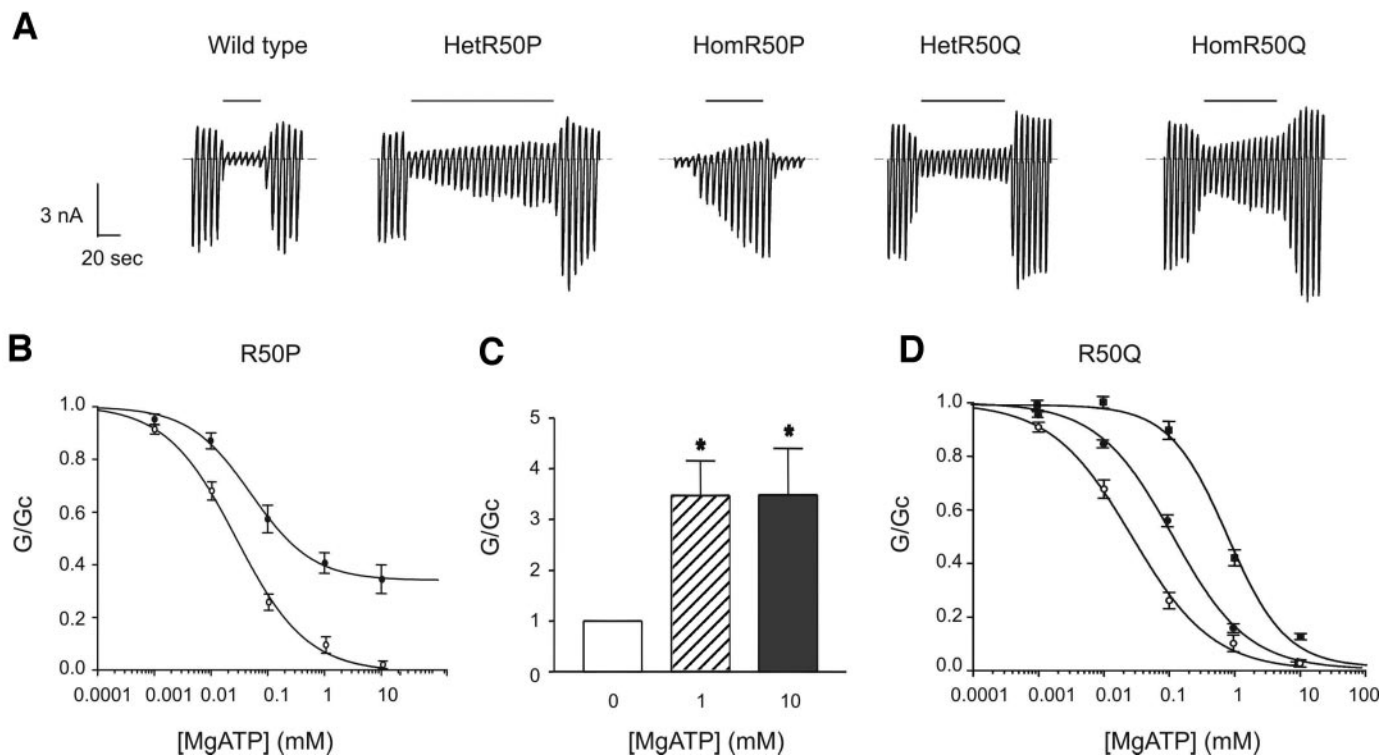 A
Wild type HetR50P HomR50P HetR50Q HomR50Q
3 nA
20 sec
B R50P
G/Gc
1.0
0.8
0.6
0.4
0.2
0.0
0.0001 0.001 0.01 0.1 1 10
[MgATP] (mM)
C
G/Gc
5
4
3
2
1
0
* *
0 1 10
[MgATP] (mM)
D R50Q
G/Gc
1.0
0.8
0.6
0.4
0.2
0.0
0.0001 0.001 0.01 0.1 1 10 100
[MgATP] (mM)